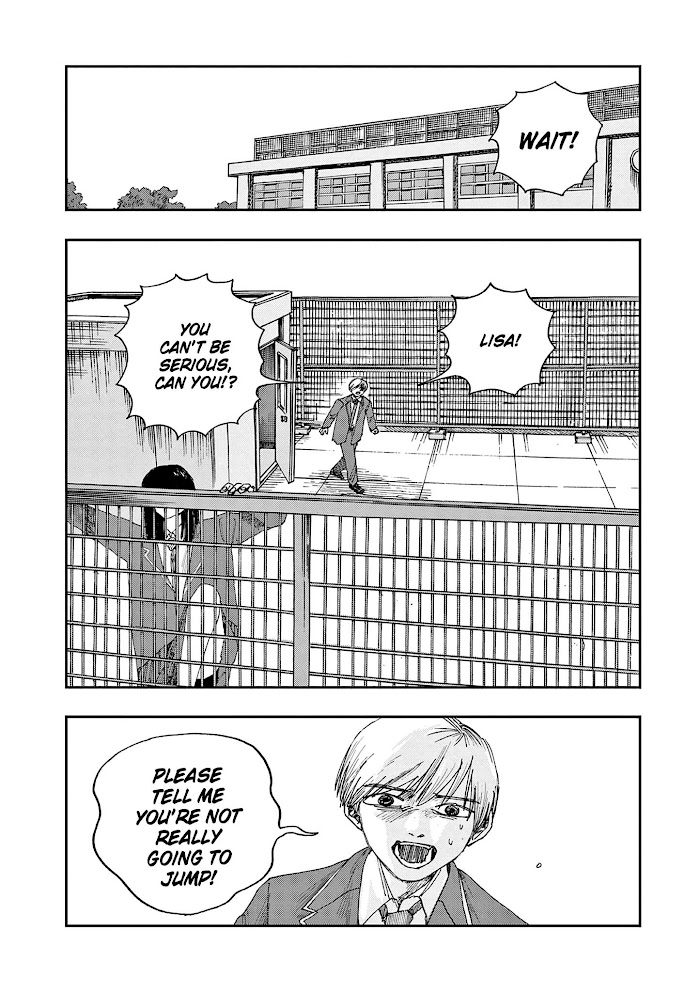 WAIT!
LISA!
YOU
CAN'T BE
SERIOUS,
CAN YOU!?
PLEASE
TELL ME
YOU'RE NOT
REALLY
GOING TO
JUMP!